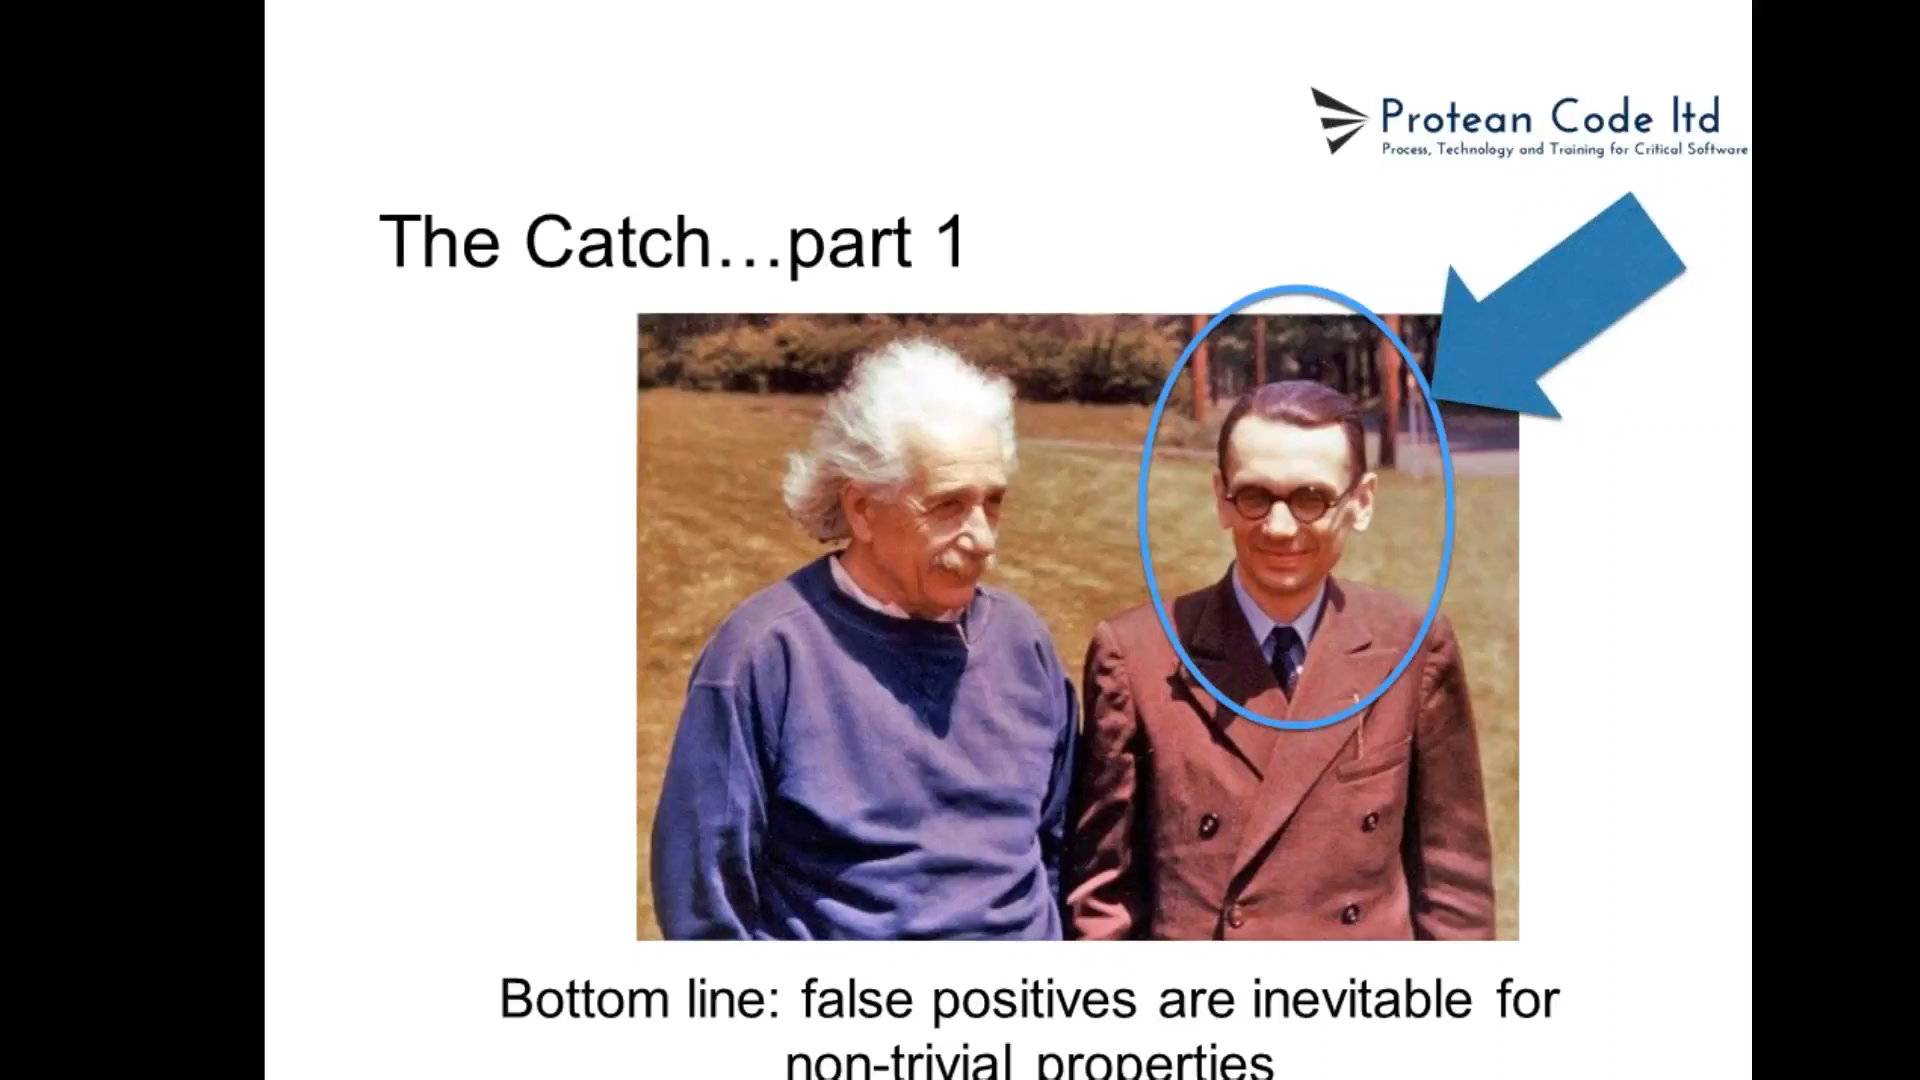 Protean Code ltd
Process, Technology and Training for Critical Software
The Catch…part 1
Bottom line: false positives are inevitable for
non-trivial properties